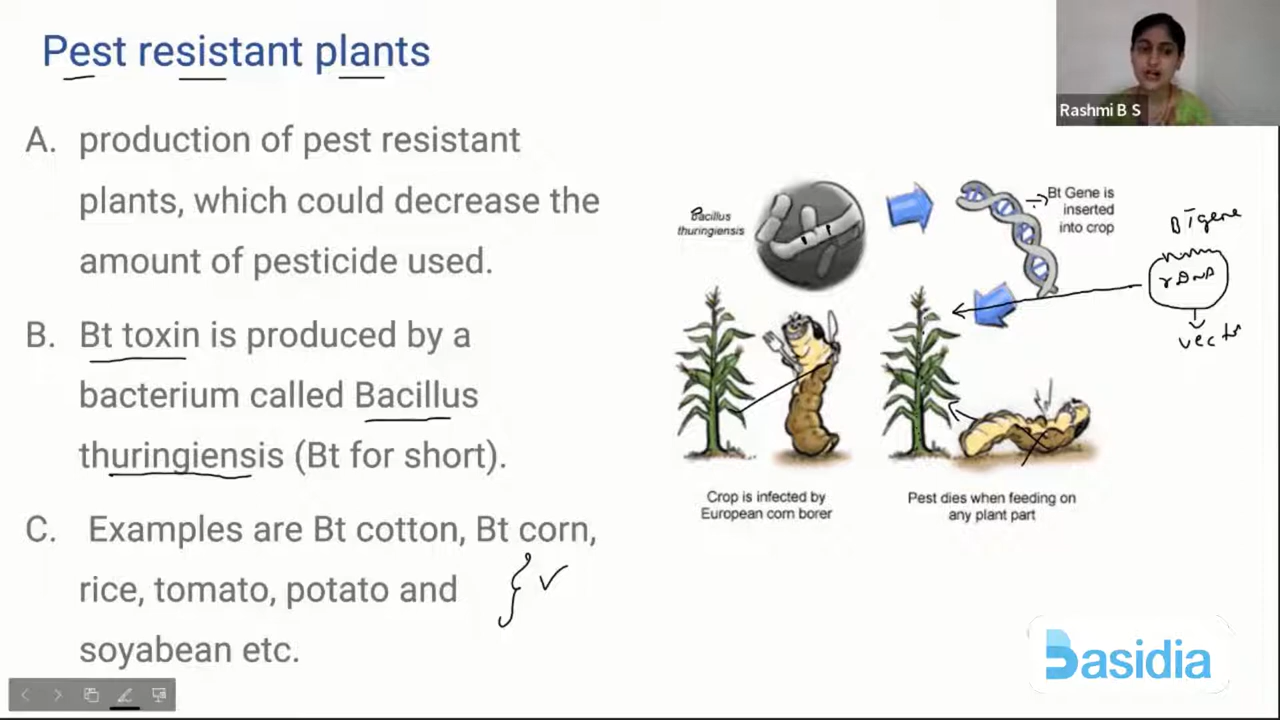 Pest resistant plants
A. production of pest resistant
plants, which could decrease the
amount of pesticide used.
B. Bt toxin is produced by a
bacterium called Bacillus
thuringiensis (Bt for short).
C. Examples are Bt cotton, Bt corn,
rice, tomato, potato and
soyabean etc.
Rashmi B S
Bacillus
thuringiensis
Bt Gene is
inserted
into crop
BT gene
rDNA
vect
Crop is infected by
European corn borer
Pest dies when feeding on
any plant part
Basidia